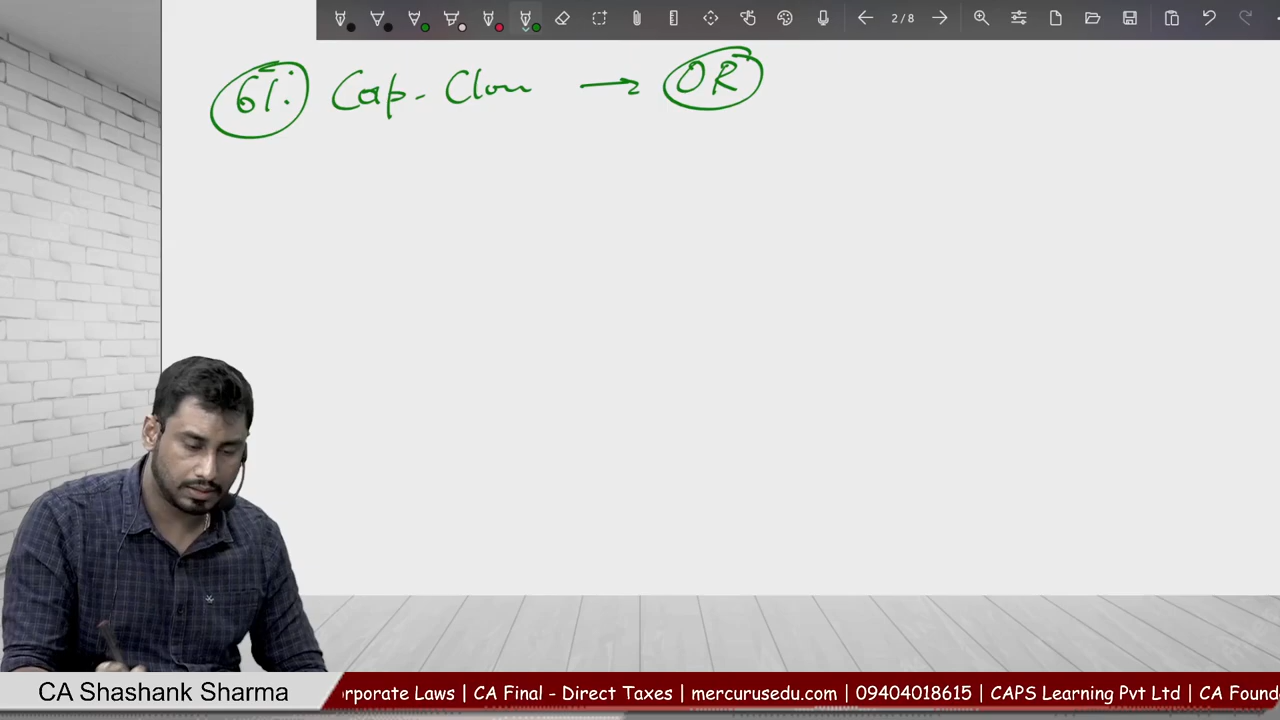 2/8
61: Cap. Clau → OR
CA Shashank Sharma
orporate Laws | CA Final - Direct Taxes | mercurusedu.com | 09404018615 | CAPS Learning Pvt Ltd | CA Found